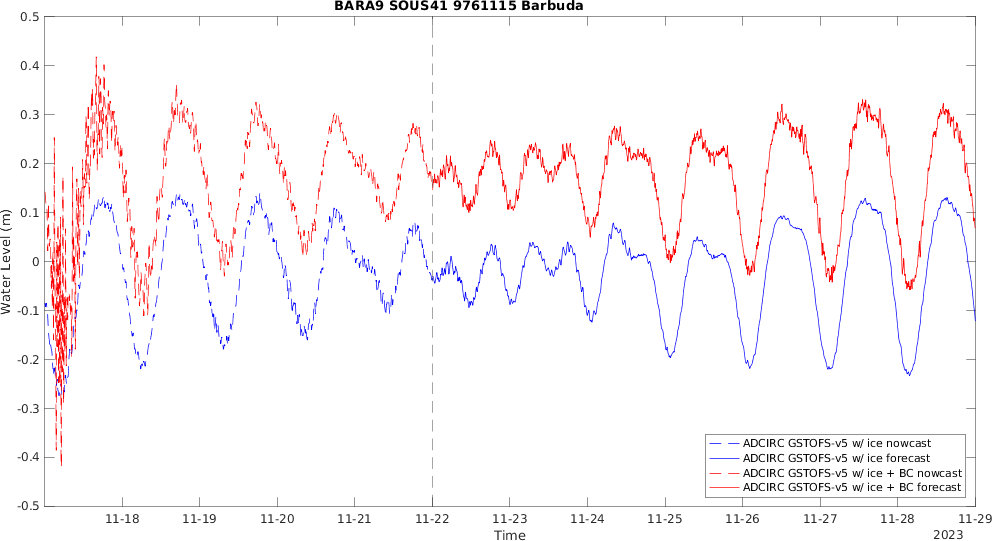 BARA9 SOUS41 9761115 Barbuda
0.5
0.4
0.3
0.2
0.1
0
-0.1
-0.2
-0.3
-0.4
-0.5
Water Level (m)
ADCIRC GSTOFS-v5 w/ ice nowcast
ADCIRC GSTOFS-v5 w/ ice forecast
ADCIRC GSTOFS-v5 w/ ice + BC nowcast
ADCIRC GSTOFS-v5 w/ ice + BC forecast
11-18 11-19 11-20 11-21 11-22 11-23 11-24 11-25 11-26 11-27 11-28 11-29
Time
2023